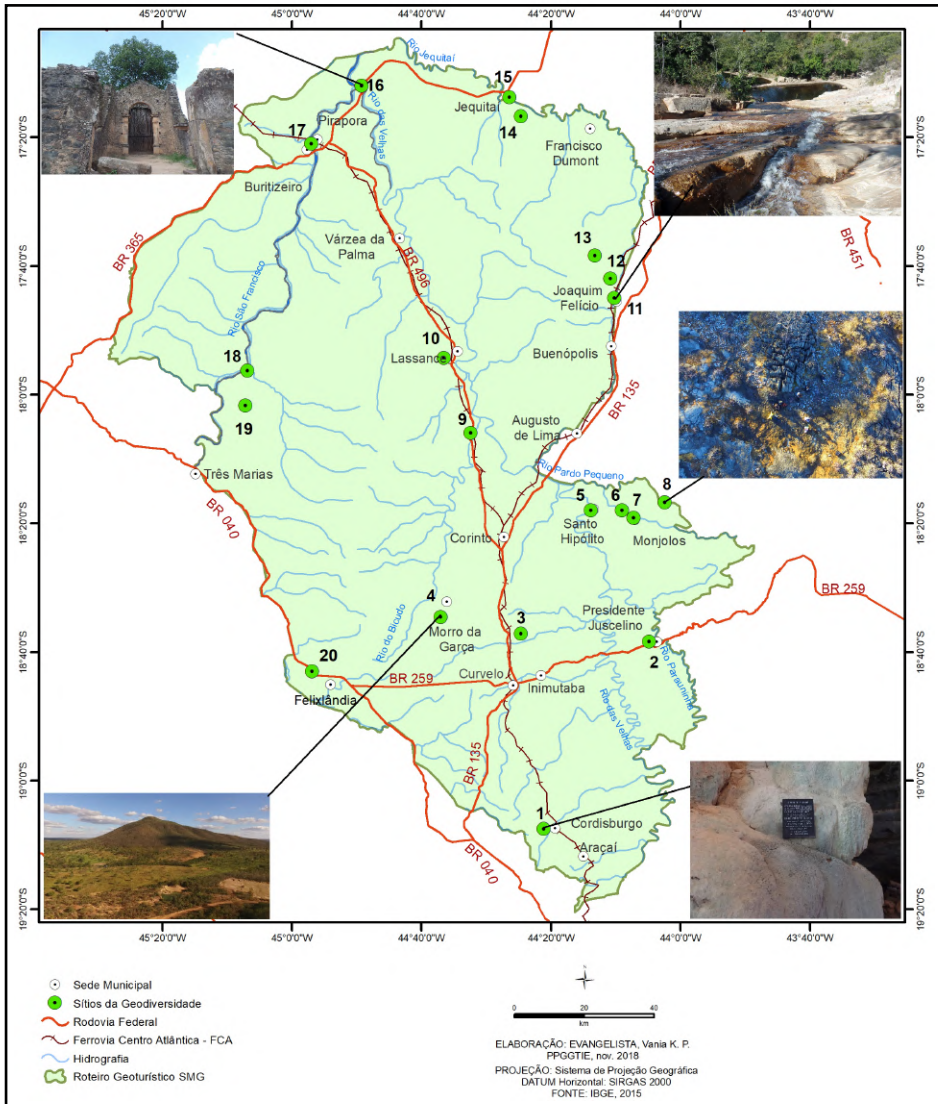 45°20'0"W 45°0'0"W 44°40'0"W 44°20'0"W 44°0'0"W 43°40'0"W
17°20'0"S
17°40'0"S
18°0'0"S
18°20'0"S
18°40'0"S
19°0'0"S
19°20'0"S
Rio Jequitaí
16
15
Jequitaí
14
Rio das Velhas
Pirapora
17
Francisco
Dumont
Buritizeiro
BR 365
Várzea da
Palma
BR 496
13
12
Joaquim
Felício
11
BR 451
Rio São Francisco
10
Lassance
Buenópolis
18
19
BR 135
9
Augusto
de Lima
Três Marias
Rio Pardo Pequeno
8
5
6
7
Santo
Hipólito
Monjolos
BR 040
Corinto
4
Morro da
Garça
Rio do Bicudo
3
Presidente
Juscelino
BR 259
2
Rio Paraúninha
20
Felixlândia
BR 259
Curvelo
Inimutaba
Rio das Velhas
BR 135
1
Cordisburgo
Araçaí
BR 040
17°20'0"S
17°40'0"S
18°0'0"S
18°20'0"S
18°40'0"S
19°0'0"S
19°20'0"S
45°20'0"W 45°0'0"W 44°40'0"W 44°20'0"W 44°0'0"W 43°40'0"W
Sede Municipal
Sítios da Geodiversidade
Rodovia Federal
Ferrovia Centro Atlântica - FCA
Hidrografia
Roteiro Geoturístico SMG
0 20 40
km
ELABORAÇÃO: EVANGELISTA, Vania K. P.
PPGGTIE, nov. 2018
PROJEÇÃO: Sistema de Projeção Geográfica
DATUM Horizontal: SIRGAS 2000
FONTE: IBGE, 2015